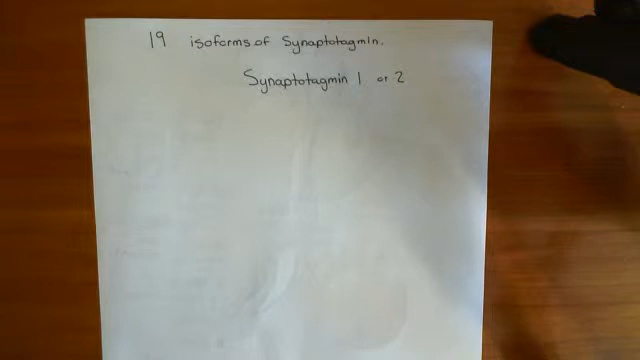 19 isoforms of Synaptotagmin.
Synaptotagmin 1 or 2